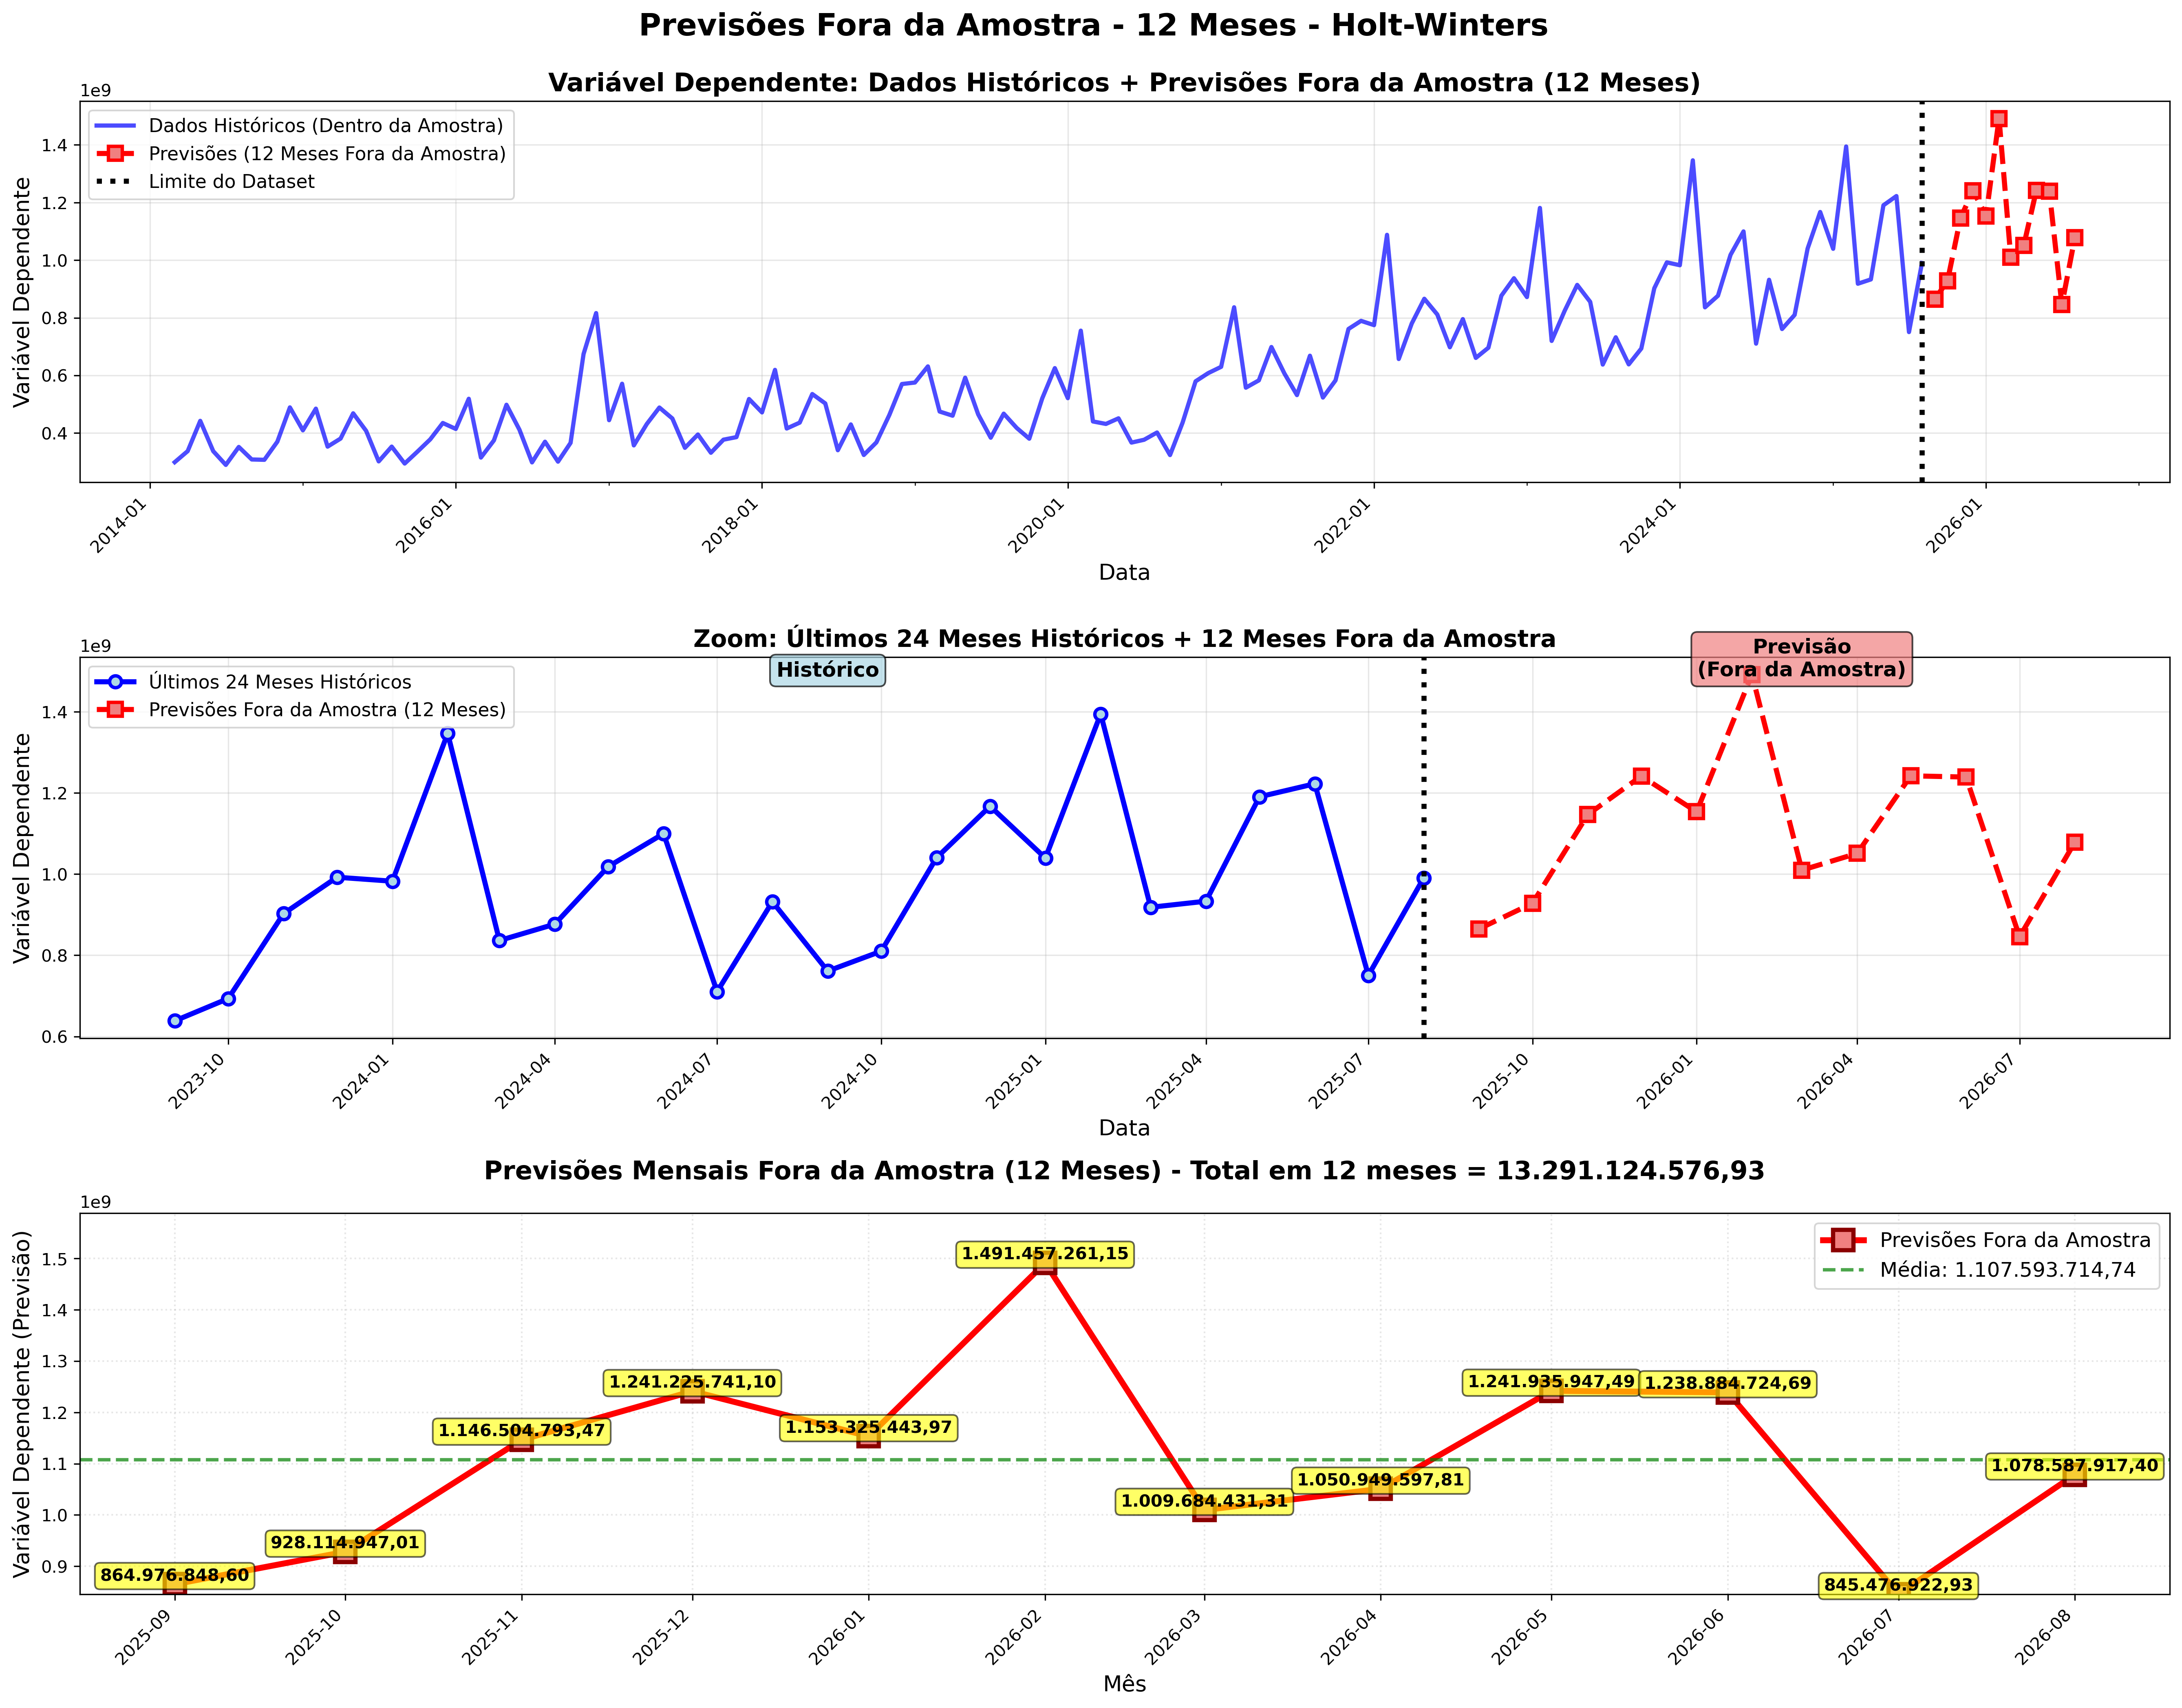 Previsões Fora da Amostra - 12 Meses - Holt-Winters
Variável Dependente: Dados Históricos + Previsões Fora da Amostra (12 Meses)
1e9
Dados Históricos (Dentro da Amostra)
Previsões (12 Meses Fora da Amostra)
Limite do Dataset
Variável Dependente
1.4
1.2
1.0
0.8
0.6
0.4
2014-01
2016-01
2018-01
2020-01
2022-01
2024-01
2026-01
Data
Zoom: Últimos 24 Meses Históricos + 12 Meses Fora da Amostra
1e9
Últimos 24 Meses Históricos
Previsões Fora da Amostra (12 Meses)
Histórico
Previsão
(Fora da Amostra)
Variável Dependente
1.4
1.2
1.0
0.8
0.6
2023-10
2024-01
2024-04
2024-07
2024-10
2025-01
2025-04
2025-07
2025-10
2026-01
2026-04
2026-07
Data
Previsões Mensais Fora da Amostra (12 Meses) - Total em 12 meses = 13.291.124.576,93
1e9
Previsões Fora da Amostra
Média: 1.107.593.714,74
Variável Dependente (Previsão)
1.5
1.4
1.3
1.2
1.1
1.0
0.9
864.976.848,60
928.114.947,01
1.146.504.793,47
1.241.225.741,10
1.153.325.443,97
1.491.457.261,15
1.009.684.431,31
1.050.949.597,81
1.241.935.947,49
1.238.884.724,69
845.476.922,93
1.078.587.917,40
2025-09
2025-10
2025-11
2025-12
2026-01
2026-02
2026-03
2026-04
2026-05
2026-06
2026-07
2026-08
Mês